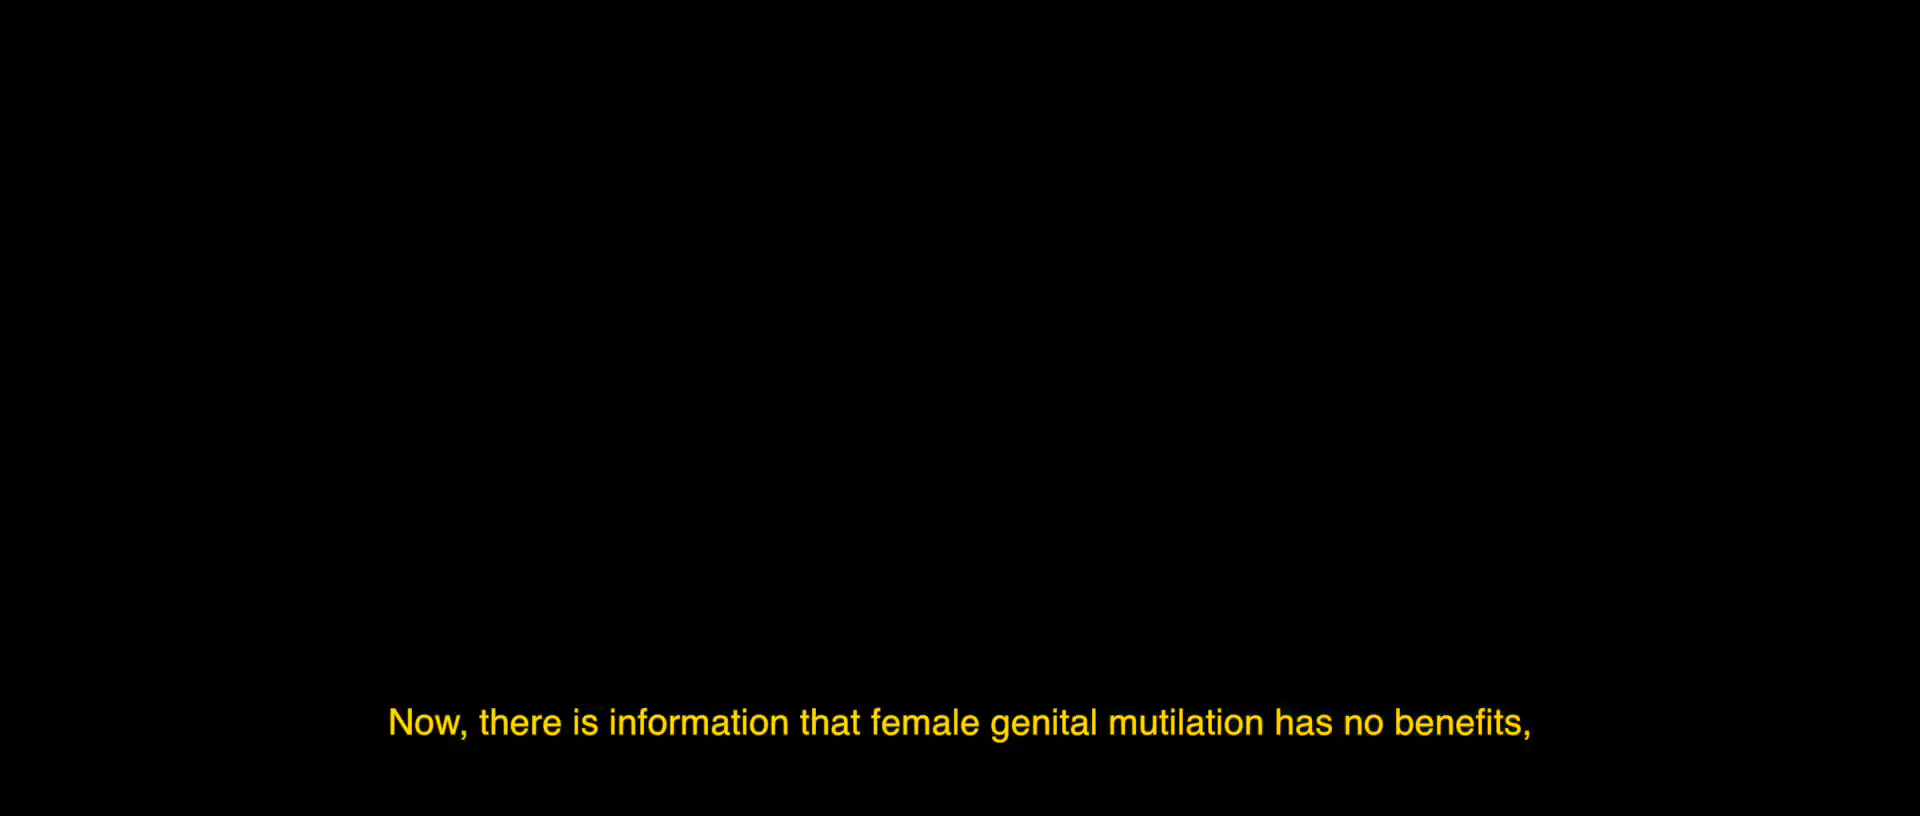 Now, there is information that female genital mutilation has no benefits,